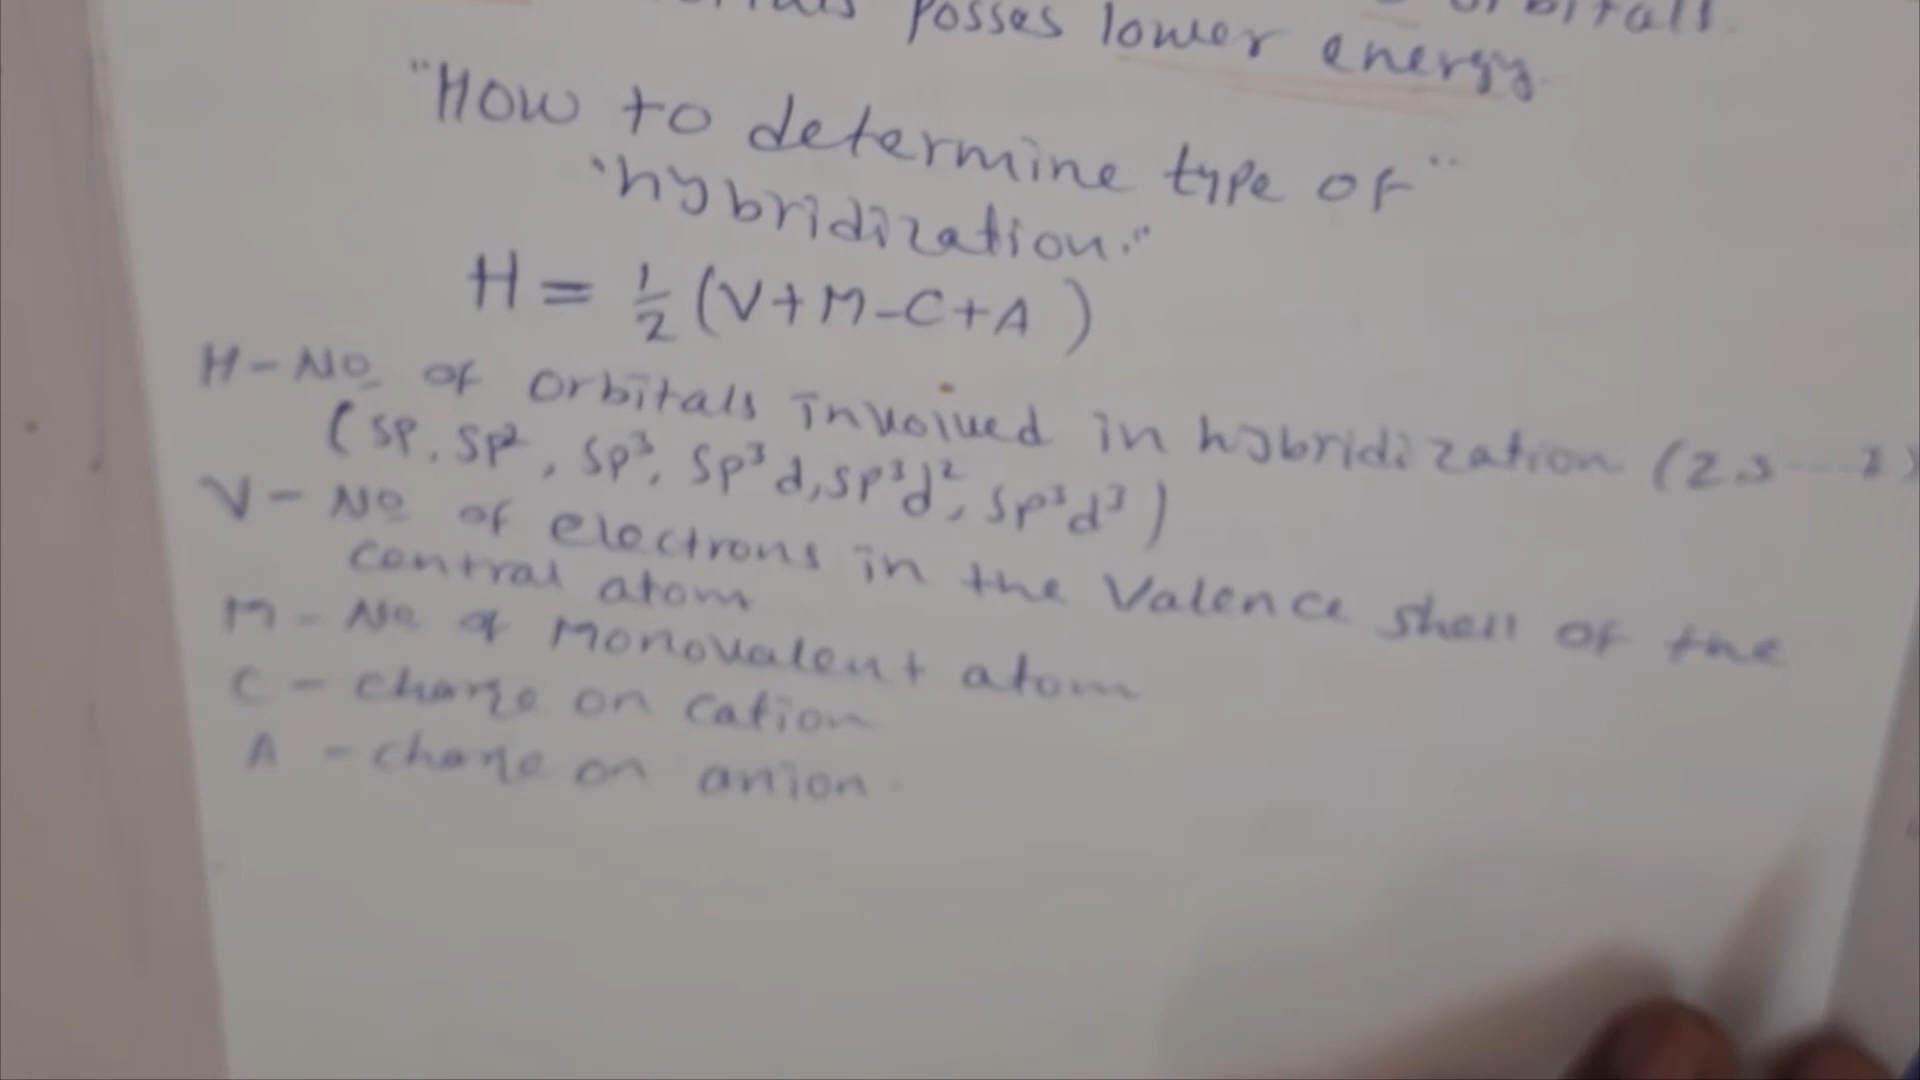 Posses lower energy
"How to determine type of"
"hybridization."
H = 1/2 (V+M-C+A)
H - No of orbitals involved in hybridization (2,3 --- 7)
(sp, sp², sp³, sp³d, sp³d², sp³d³)
V - No of electrons in the Valence shell of the
central atom
M - No of Monovalent atom
C - charge on cation
A - charge on anion.